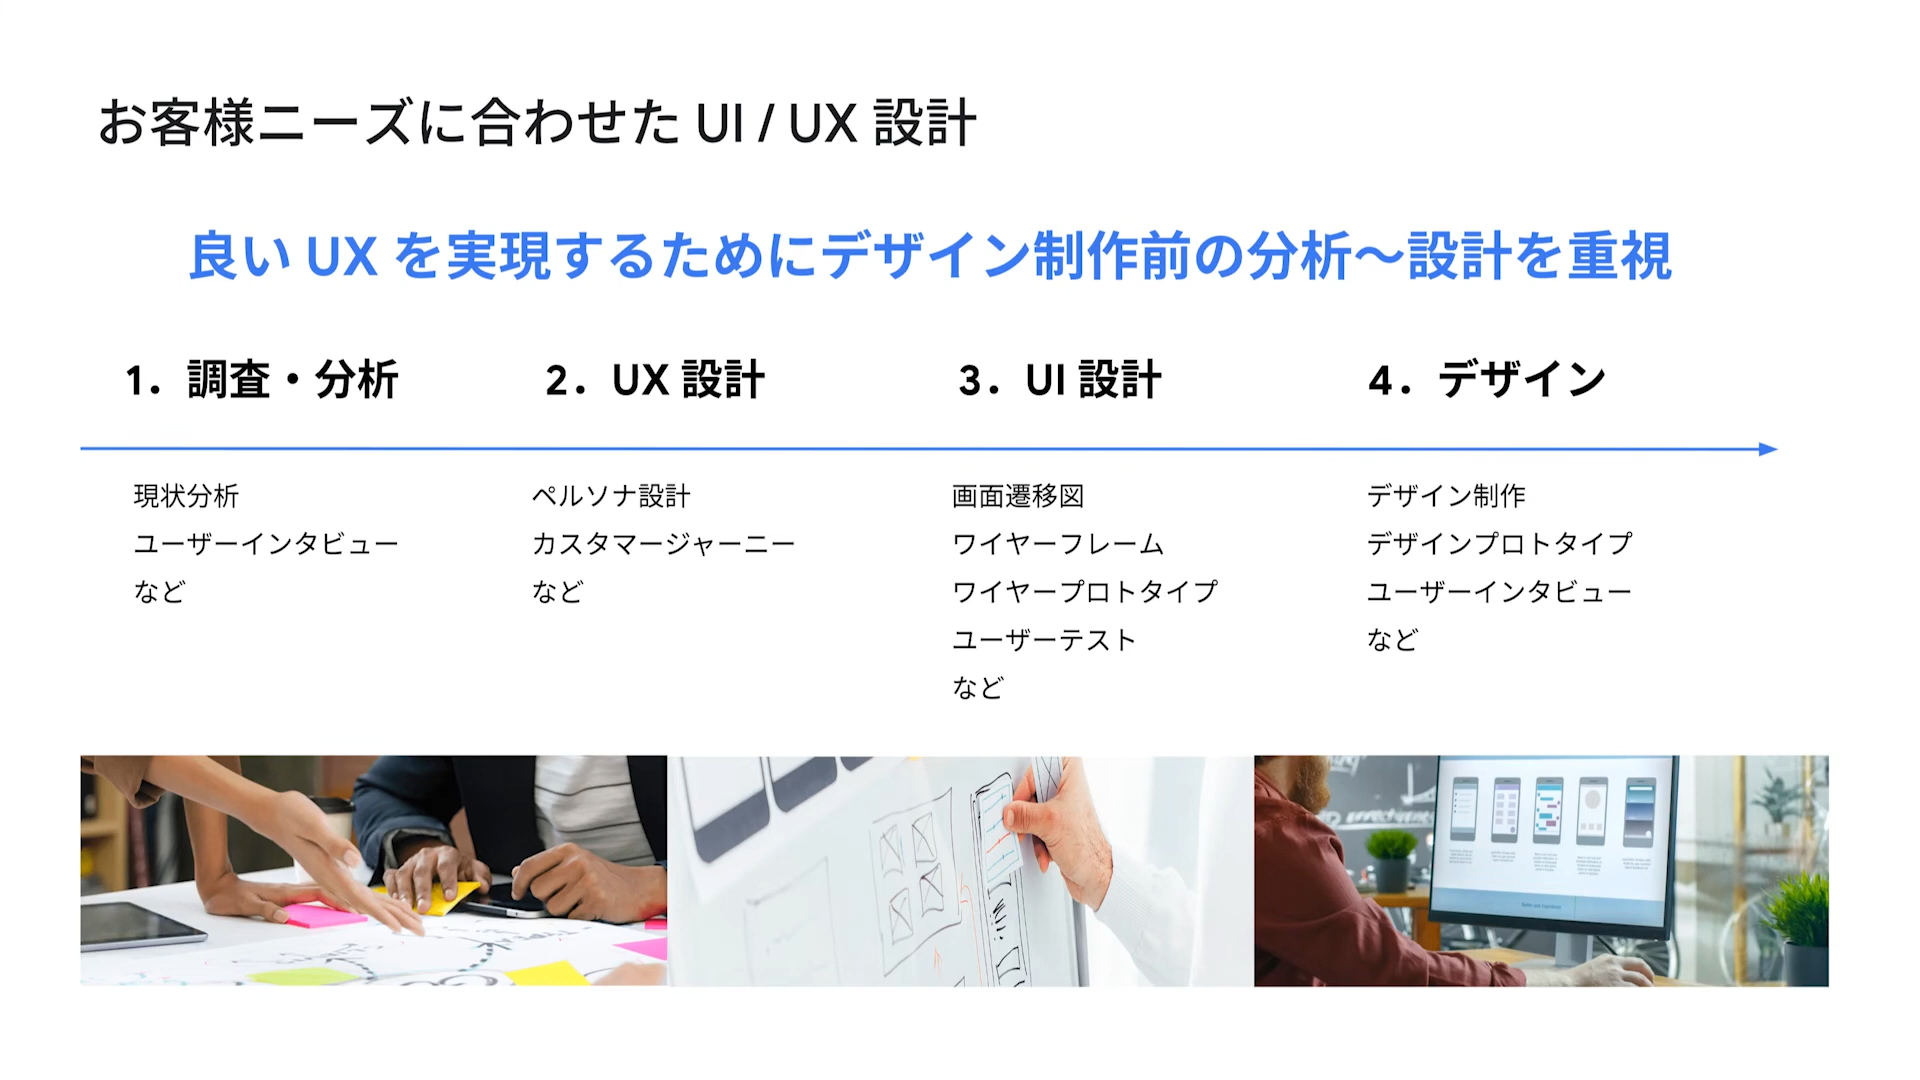 お客様ニーズに合わせた UI / UX 設計
良い UX を実現するためにデザイン制作前の分析〜設計を重視
1. 調査・分析
2. UX 設計
3. UI 設計
4. デザイン
現状分析
ユーザーインタビュー
など
ペルソナ設計
カスタマージャーニー
など
画面遷移図
ワイヤーフレーム
ワイヤープロトタイプ
ユーザーテスト
など
デザイン制作
デザインプロトタイプ
ユーザーインタビュー
など